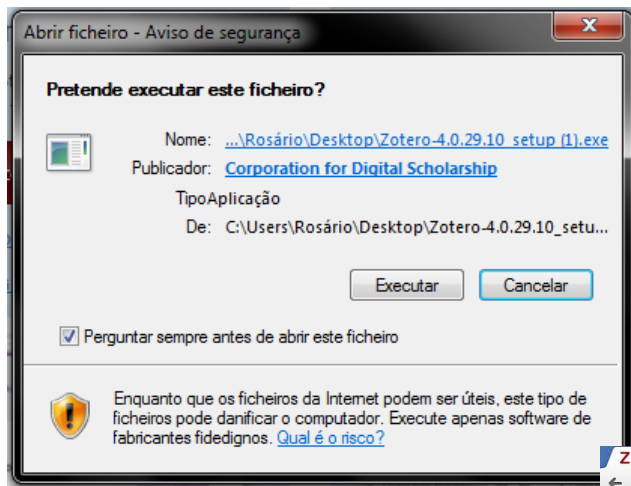 Abrir ficheiro - Aviso de segurança
Pretende executar este ficheiro?
Nome: ...\Rosário\Desktop\Zotero-4.0.29.10_setup (1).exe
Publicador: Corporation for Digital Scholarship
TipoAplicação
De: C:\Users\Rosário\Desktop\Zotero-4.0.29.10_setu...
Executar Cancelar
Perguntar sempre antes de abrir este ficheiro
Enquanto que os ficheiros da Internet podem ser úteis, este tipo de
ficheiros pode danificar o computador. Execute apenas software de
fabricantes fidedignos. Qual é o risco?
Z